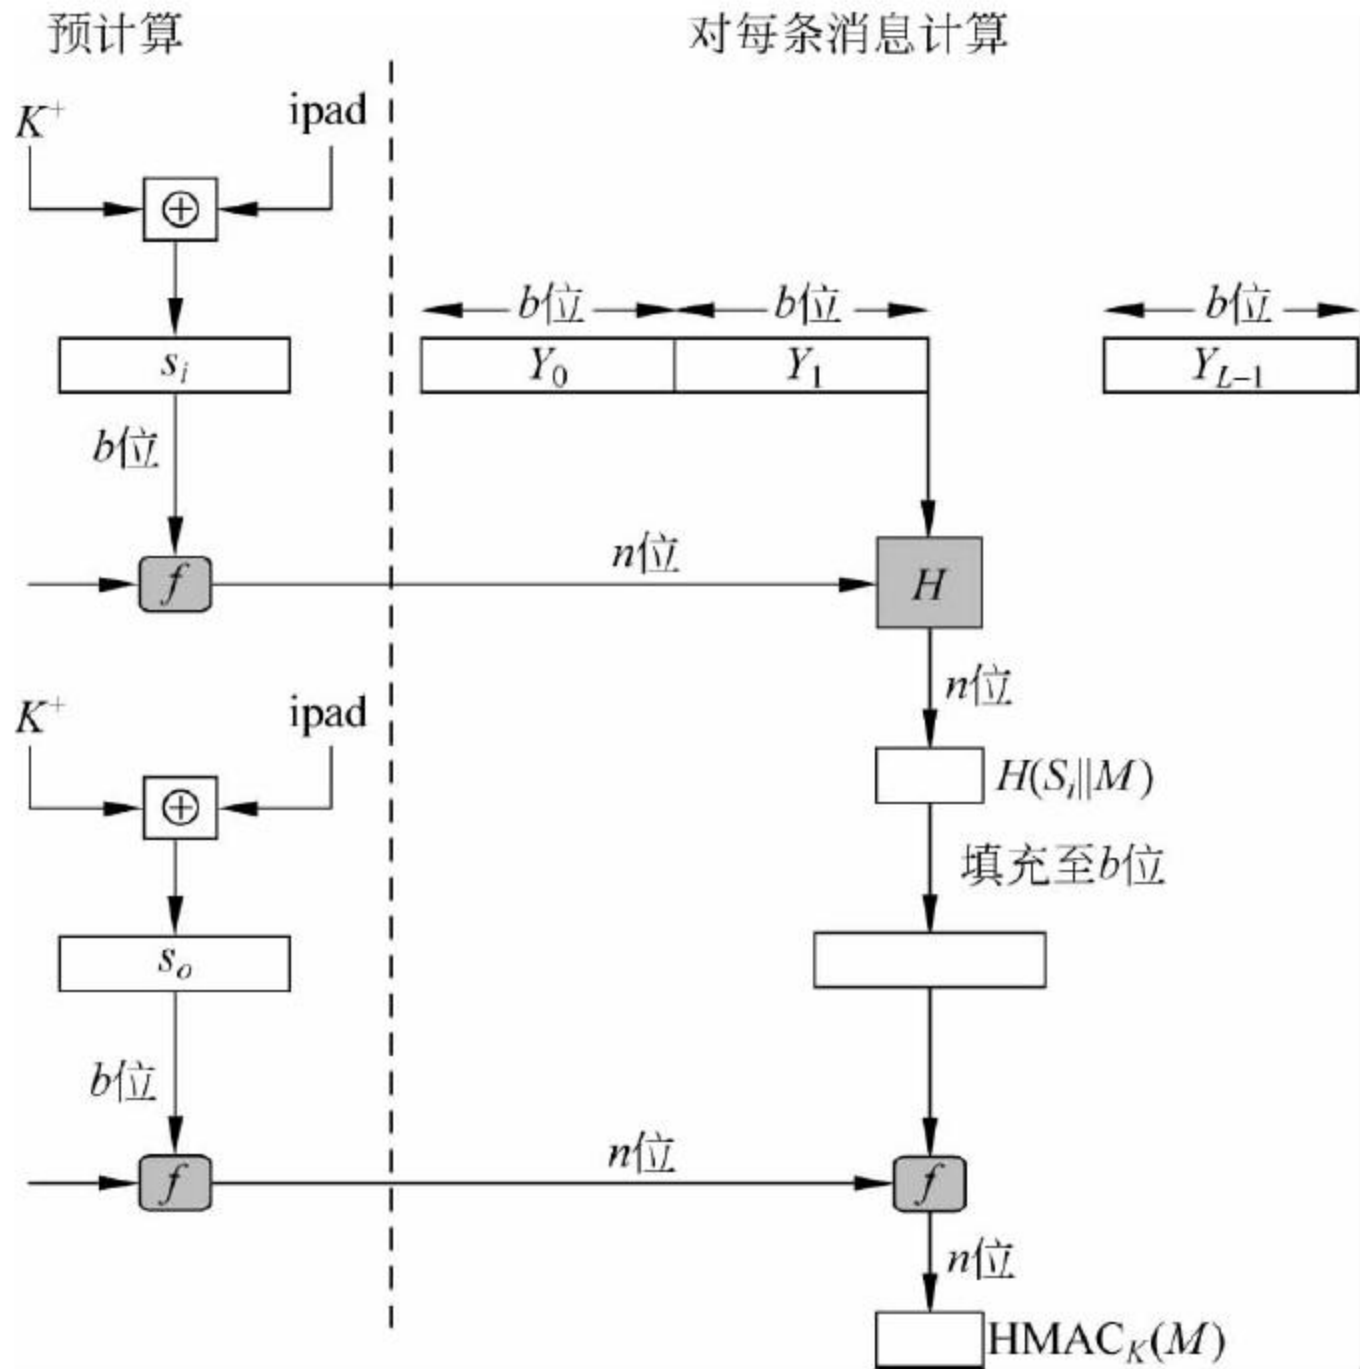 预计算 对每条消息计算
K⁺ ipad
⊕
b位 b位 b位
sᵢ Y₀ Y₁ Y_{L−1}
b位
n位
f H
n位
K⁺ ipad
H(Sᵢ||M)
⊕
填充至b位
sₒ
b位
n位
f f
n位
HMAC_K(M)